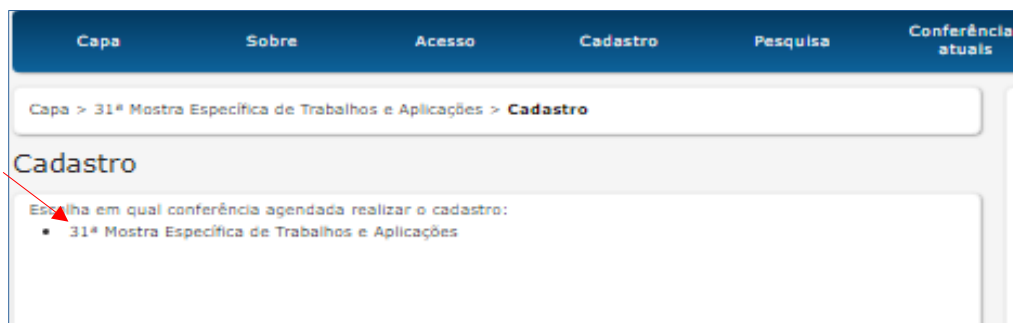 Capa Sobre Acesso Cadastro Pesquisa Conferência atuais
Capa > 31ª Mostra Específica de Trabalhos e Aplicações > Cadastro
Cadastro
Escolha em qual conferência agendada realizar o cadastro:
• 31ª Mostra Específica de Trabalhos e Aplicações